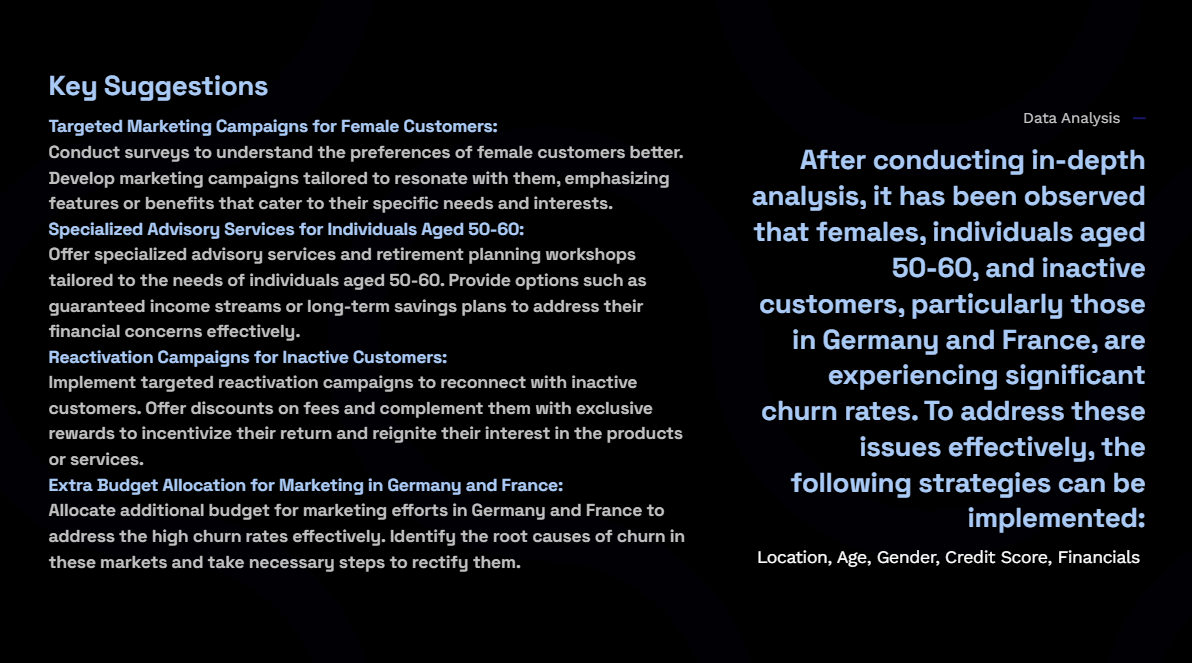 Key Suggestions
Targeted Marketing Campaigns for Female Customers:
Conduct surveys to understand the preferences of female customers better.
Develop marketing campaigns tailored to resonate with them, emphasizing
features or benefits that cater to their specific needs and interests.
Specialized Advisory Services for Individuals Aged 50-60:
Offer specialized advisory services and retirement planning workshops
tailored to the needs of individuals aged 50-60. Provide options such as
guaranteed income streams or long-term savings plans to address their
financial concerns effectively.
Reactivation Campaigns for Inactive Customers:
Implement targeted reactivation campaigns to reconnect with inactive
customers. Offer discounts on fees and complement them with exclusive
rewards to incentivize their return and reignite their interest in the products
or services.
Extra Budget Allocation for Marketing in Germany and France:
Allocate additional budget for marketing efforts in Germany and France to
address the high churn rates effectively. Identify the root causes of churn in
these markets and take necessary steps to rectify them.
Data Analysis
After conducting in-depth
analysis, it has been observed
that females, individuals aged
50-60, and inactive
customers, particularly those
in Germany and France, are
experiencing significant
churn rates. To address these
issues effectively, the
following strategies can be
implemented:
Location, Age, Gender, Credit Score, Financials